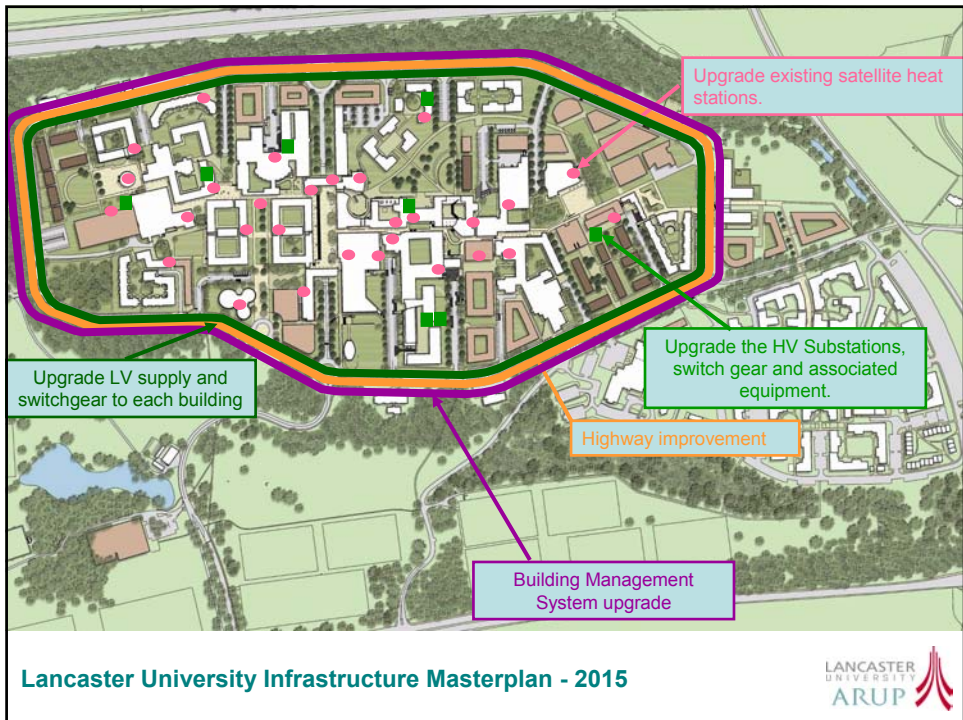 Upgrade existing satellite heat
stations.
Upgrade the HV Substations,
switch gear and associated
equipment.
Upgrade LV supply and
switchgear to each building
Highway improvement
Building Management
System upgrade
Lancaster University Infrastructure Masterplan - 2015
LANCASTER
UNIVERSITY
ARUP